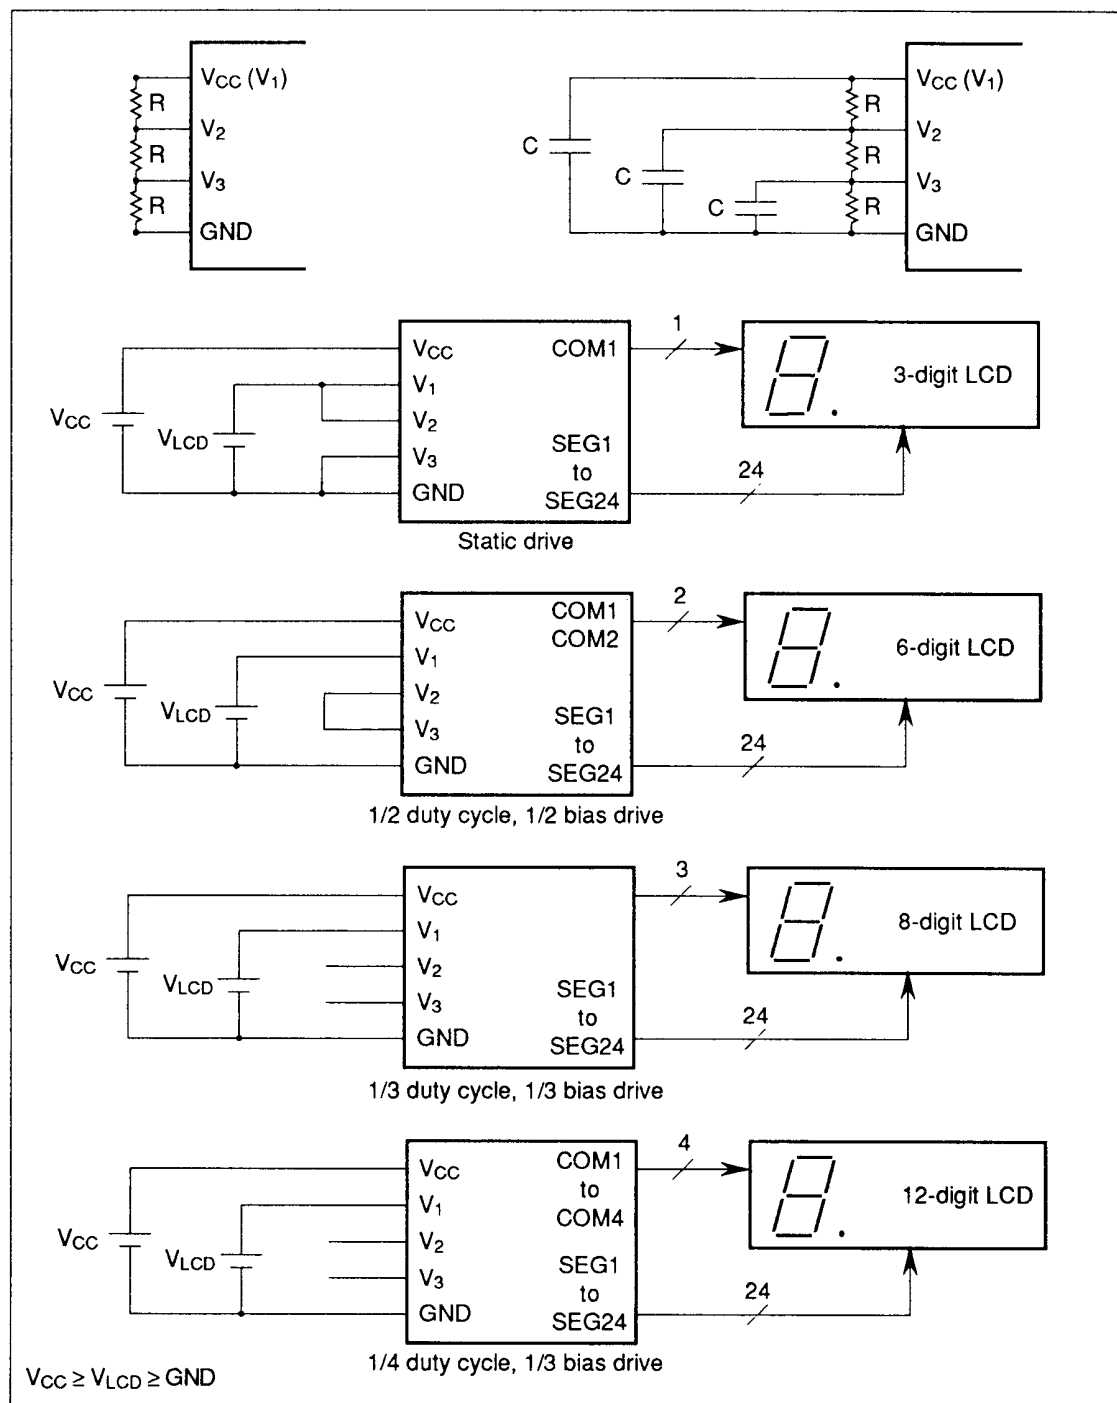 VCC (V1)
R
V2
R
V3
R
GND
VCC (V1)
R
C
V2
R
C
V3
C
R
GND
1
VCC
COM1
V1
3-digit LCD
VCC
VLCD
V2
V3
SEG1
to
24
GND
SEG24
Static drive
2
VCC
COM1
COM2
V1
6-digit LCD
VCC
VLCD
V2
V3
SEG1
to
24
GND
SEG24
1/2 duty cycle, 1/2 bias drive
3
VCC
V1
8-digit LCD
VCC
VLCD
V2
V3
SEG1
to
24
GND
SEG24
1/3 duty cycle, 1/3 bias drive
4
VCC
COM1
to
COM4
V1
12-digit LCD
VCC
VLCD
V2
V3
SEG1
to
24
GND
SEG24
1/4 duty cycle, 1/3 bias drive
VCC ≥ VLCD ≥ GND